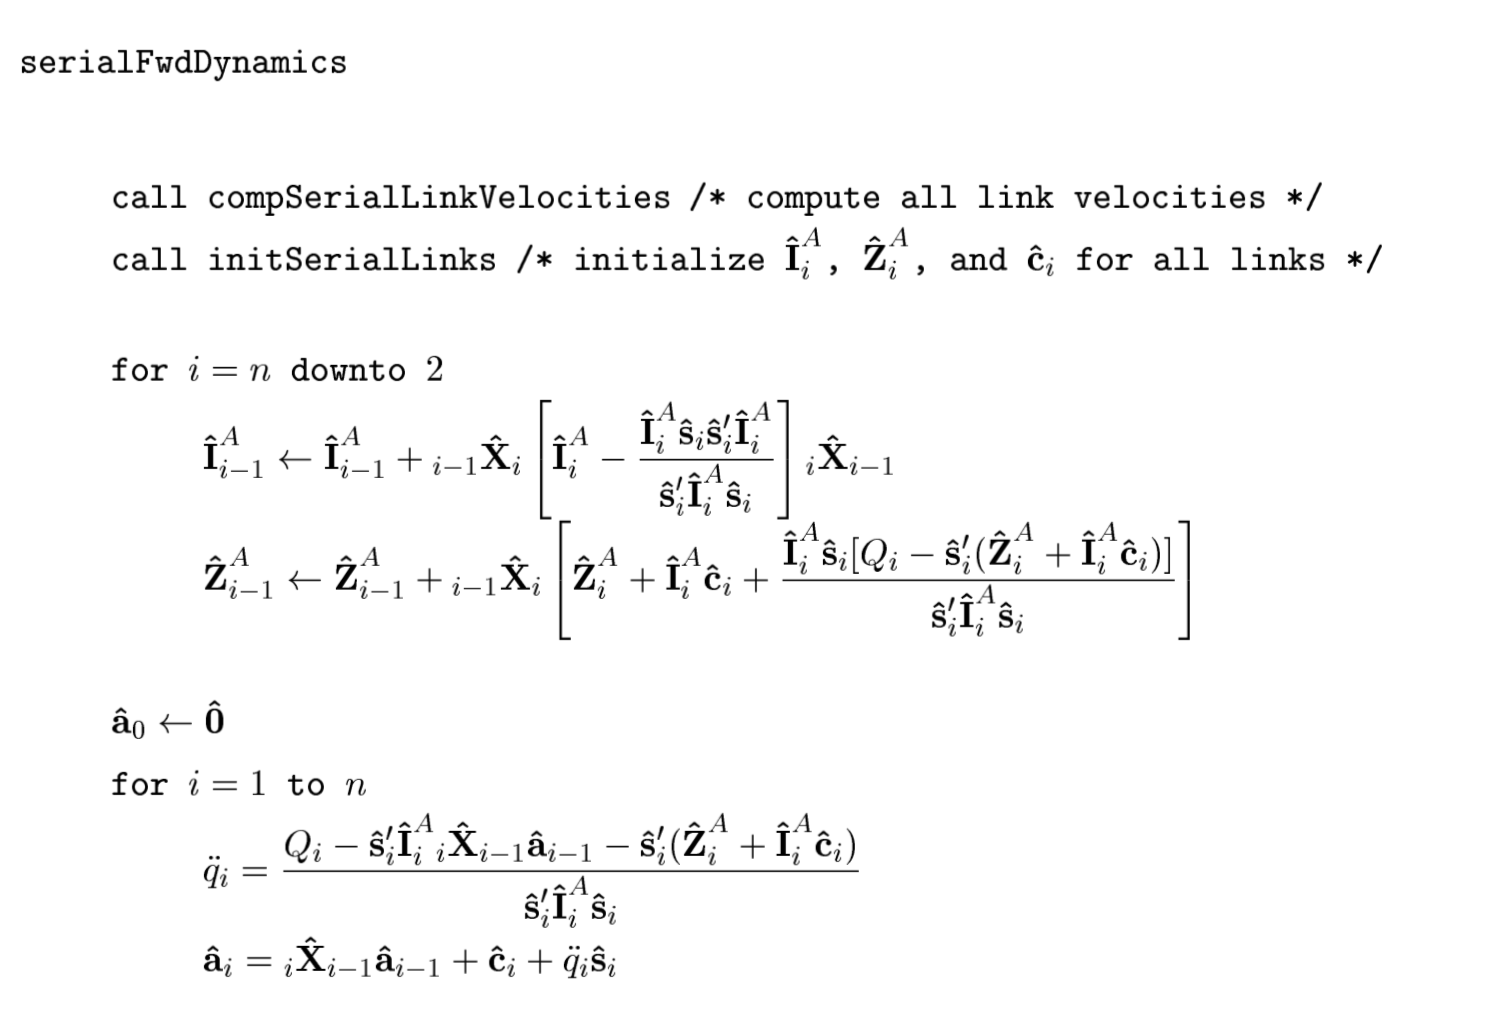 serialFwdDynamics
call compSerialLinkVelocities /* compute all link velocities */
call initSerialLinks /* initialize $\hat{\mathbf{I}}_i^A$, $\hat{\mathbf{Z}}_i^A$, and $\hat{\mathbf{c}}_i$ for all links */
for $i = n$ downto 2
$\hat{\mathbf{I}}_{i-1}^A \leftarrow \hat{\mathbf{I}}_{i-1}^A + {}_{i-1}\hat{\mathbf{X}}_i \left[ \hat{\mathbf{I}}_i^A - \frac{\hat{\mathbf{I}}_i^A \hat{\mathbf{s}}_i \hat{\mathbf{s}}_i' \hat{\mathbf{I}}_i^A}{\hat{\mathbf{s}}_i' \hat{\mathbf{I}}_i^A \hat{\mathbf{s}}_i} \right] {}_i\hat{\mathbf{X}}_{i-1}$
$\hat{\mathbf{Z}}_{i-1}^A \leftarrow \hat{\mathbf{Z}}_{i-1}^A + {}_{i-1}\hat{\mathbf{X}}_i \left[ \hat{\mathbf{Z}}_i^A + \hat{\mathbf{I}}_i^A \hat{\mathbf{c}}_i + \frac{\hat{\mathbf{I}}_i^A \hat{\mathbf{s}}_i [Q_i - \hat{\mathbf{s}}_i' (\hat{\mathbf{Z}}_i^A + \hat{\mathbf{I}}_i^A \hat{\mathbf{c}}_i)]}{\hat{\mathbf{s}}_i' \hat{\mathbf{I}}_i^A \hat{\mathbf{s}}_i} \right]$
$\hat{\mathbf{a}}_0 \leftarrow \hat{\mathbf{0}}$
for $i = 1$ to $n$
$\ddot{q}_i = \frac{Q_i - \hat{\mathbf{s}}_i' \hat{\mathbf{I}}_i^A {}_i\hat{\mathbf{X}}_{i-1} \hat{\mathbf{a}}_{i-1} - \hat{\mathbf{s}}_i' (\hat{\mathbf{Z}}_i^A + \hat{\mathbf{I}}_i^A \hat{\mathbf{c}}_i)}{\hat{\mathbf{s}}_i' \hat{\mathbf{I}}_i^A \hat{\mathbf{s}}_i}$
$\hat{\mathbf{a}}_i = {}_i\hat{\mathbf{X}}_{i-1} \hat{\mathbf{a}}_{i-1} + \hat{\mathbf{c}}_i + \ddot{q}_i \hat{\mathbf{s}}_i$